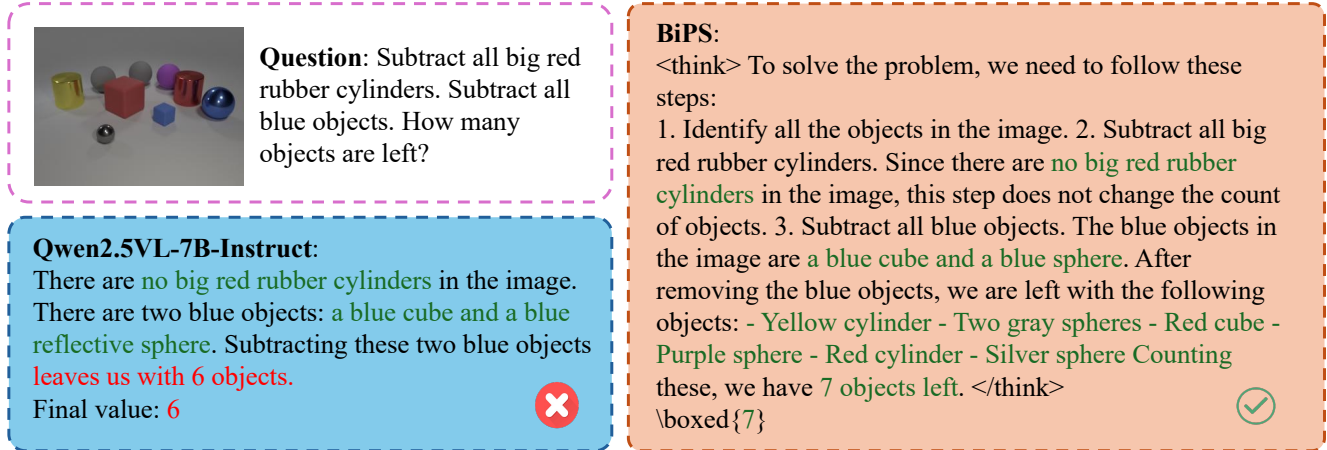 Question: Subtract all big red
rubber cylinders. Subtract all
blue objects. How many
objects are left?
Qwen2.5VL-7B-Instruct:
There are no big red rubber cylinders in the image.
There are two blue objects: a blue cube and a blue
reflective sphere. Subtracting these two blue objects
leaves us with 6 objects.
Final value: 6
BiPS:
<think> To solve the problem, we need to follow these
steps:
1. Identify all the objects in the image. 2. Subtract all big
red rubber cylinders. Since there are no big red rubber
cylinders in the image, this step does not change the count
of objects. 3. Subtract all blue objects. The blue objects in
the image are a blue cube and a blue sphere. After
removing the blue objects, we are left with the following
objects: - Yellow cylinder - Two gray spheres - Red cube -
Purple sphere - Red cylinder - Silver sphere Counting
these, we have 7 objects left. </think>
\boxed{7}